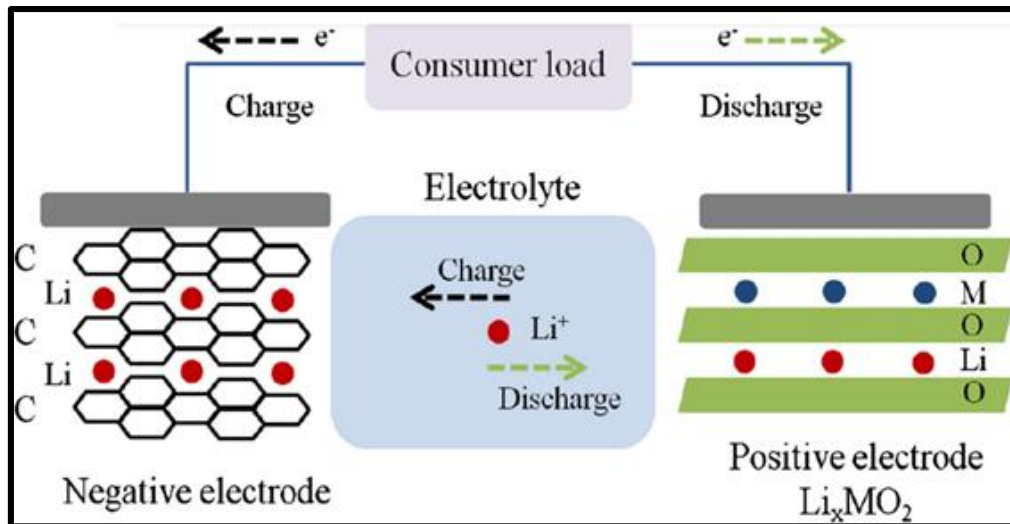 e⁻
Consumer load
e⁻
Charge
Discharge
Electrolyte
C
Li
C
Li
C
Charge
Li⁺
Discharge
O
M
O
Li
O
Negative electrode
Positive electrode
LiₓMO₂